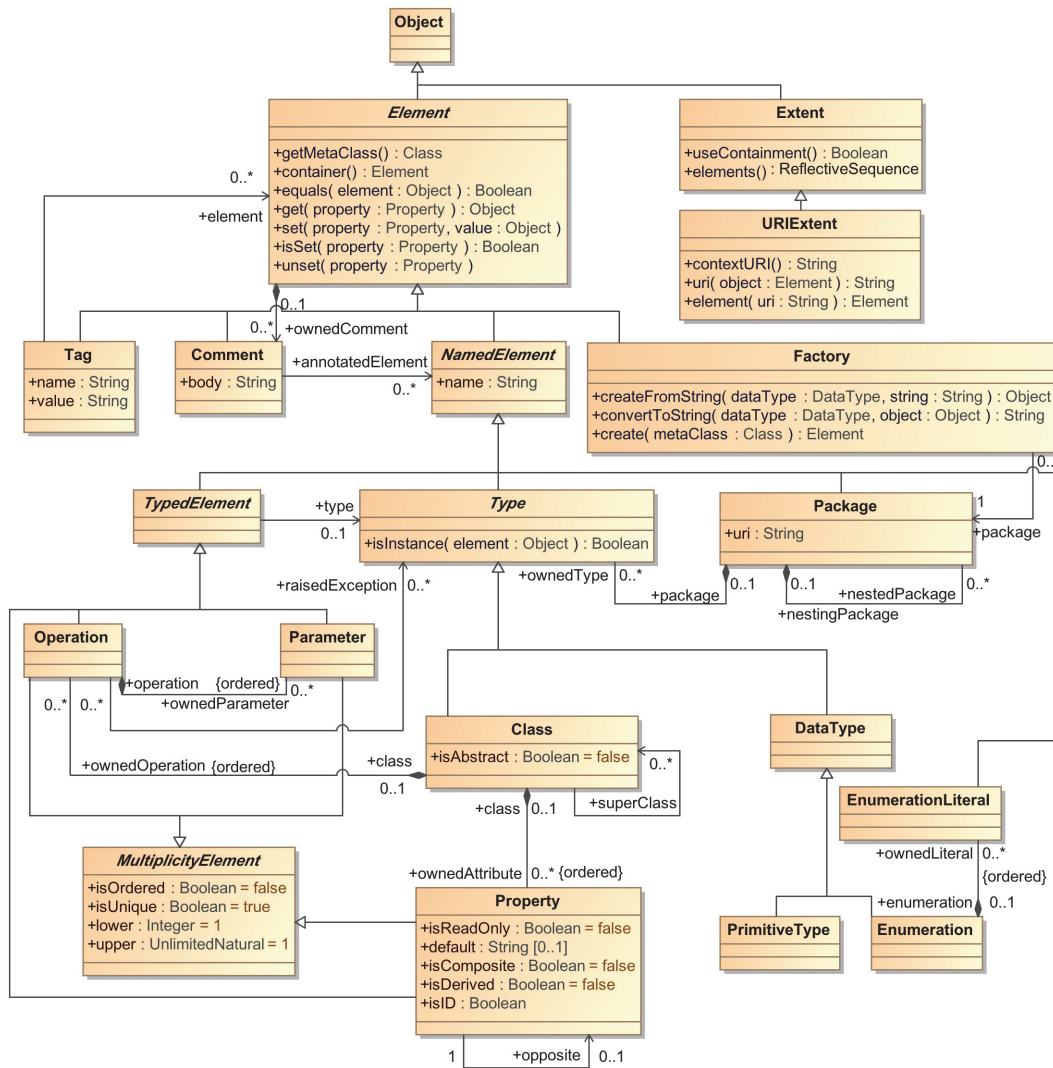 Object
Element
+getMetaClass() : Class
+container() : Element
+equals( element : Object ) : Boolean
+get( property : Property ) : Object
+set( property : Property, value : Object )
+isSet( property : Property ) : Boolean
+unset( property : Property )
Extent
+useContainment() : Boolean
+elements() : ReflectiveSequence
URIExtent
+contextURI() : String
+uri( object : Element ) : String
+element( uri : String ) : Element
0..*
+element
0..1
0..*
+ownedComment
Tag
+name : String
+value : String
Comment
+body : String
+annotatedElement
0..*
NamedElement
+name : String
Factory
+createFromString( dataType : DataType, string : String ) : Object
+convertToString( dataType : DataType, object : Object ) : String
+create( metaClass : Class ) : Element
0..
1
+package
TypedElement
+type
0..1
Type
+isInstance( element : Object ) : Boolean
Package
+uri : String
+raisedException
0..*
+ownedType
0..*
+package
0..1
0..1
+nestedPackage
0..*
+nestingPackage
Operation
Parameter
+operation
{ordered}
0..*
+ownedParameter
0..*
0..*
+ownedOperation
{ordered}
+class
0..1
Class
+isAbstract : Boolean = false
0..*
+superClass
+class
0..1
DataType
EnumerationLiteral
+ownedLiteral
0..*
{ordered}
+enumeration
0..1
PrimitiveType
Enumeration
MultiplicityElement
+isOrdered : Boolean = false
+isUnique : Boolean = true
+lower : Integer = 1
+upper : UnlimitedNatural = 1
+ownedAttribute
0..*
{ordered}
Property
+isReadOnly : Boolean = false
+default : String [0..1]
+isComposite : Boolean = false
+isDerived : Boolean = false
+isID : Boolean
1
+opposite
0..1